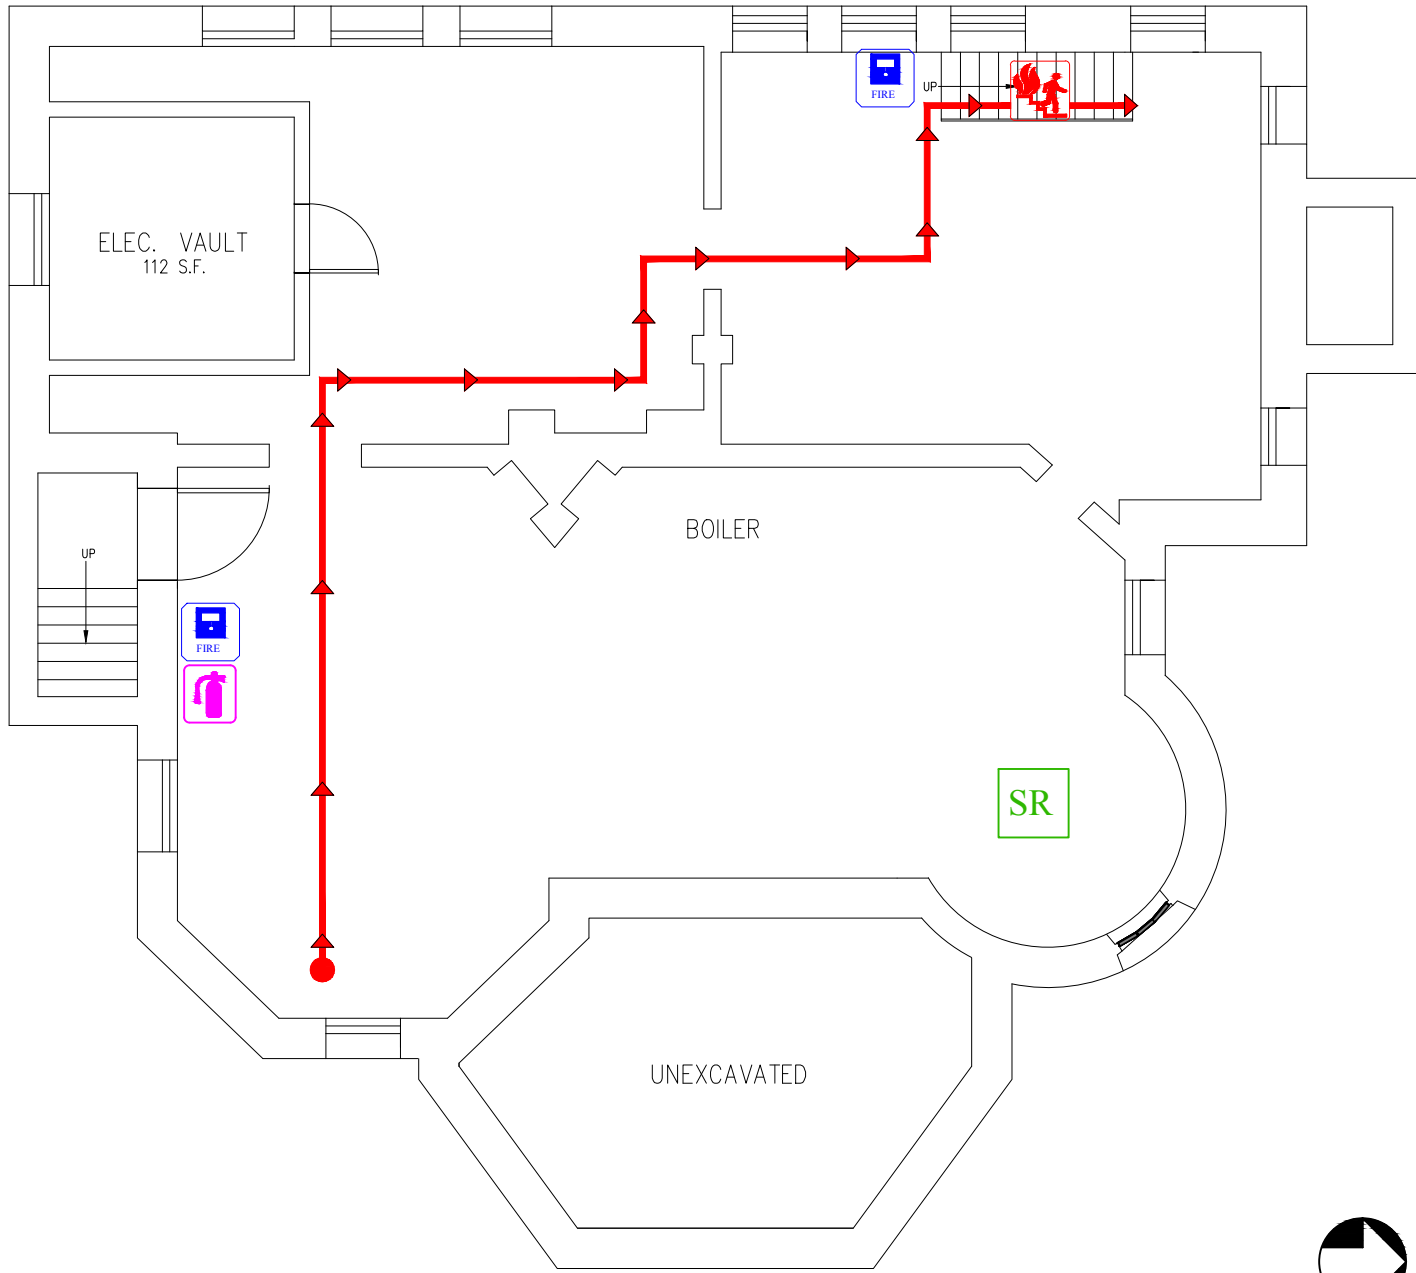 FIRE
UP
ELEC. VAULT
112 S.F.
BOILER
UP
FIRE
SR
UNEXCAVATED